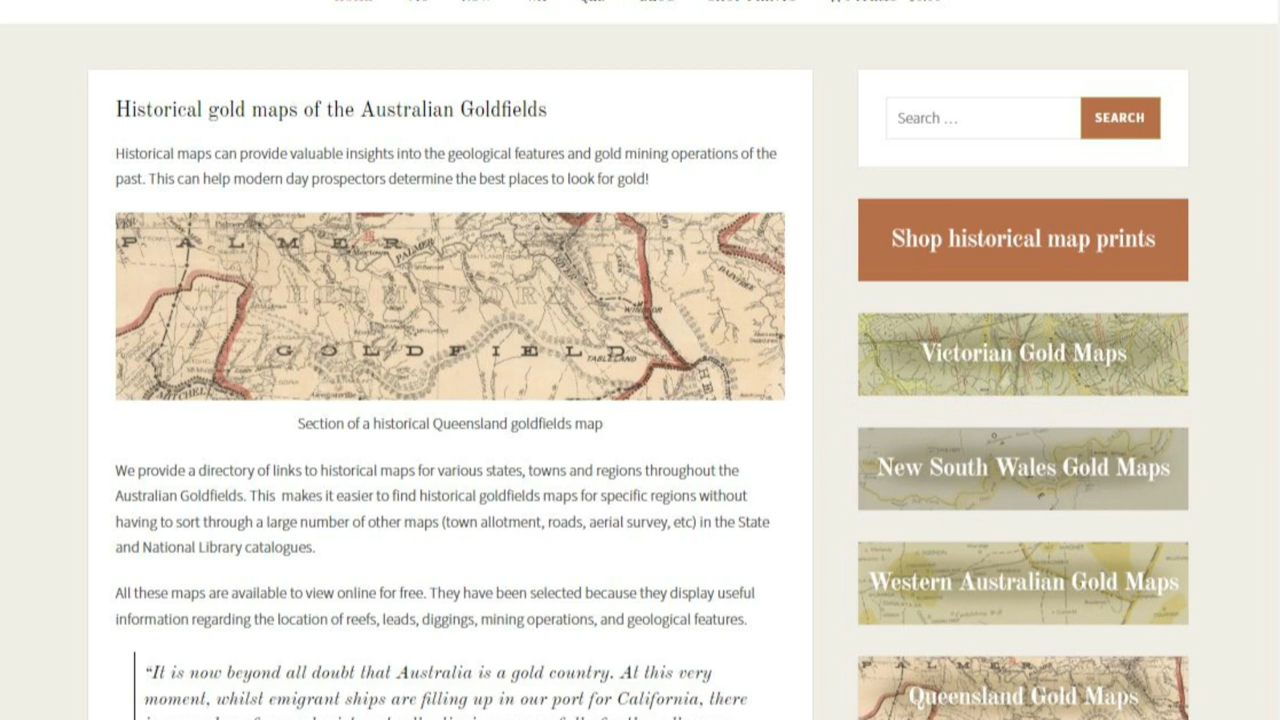 Historical gold maps of the Australian Goldfields
Historical maps can provide valuable insights into the geological features and gold mining operations of the
past. This can help modern day prospectors determine the best places to look for gold!
PALMER
PALMER
GOLDFIELD
TABLELAND
MITCHELL
Section of a historical Queensland goldfields map
We provide a directory of links to historical maps for various states, towns and regions throughout the
Australian Goldfields. This  makes it easier to find historical goldfields maps for specific regions without
having to sort through a large number of other maps (town allotment, roads, aerial survey, etc) in the State
and National Library catalogues.
All these maps are available to view online for free. They have been selected because they display useful
information regarding the location of reefs, leads, diggings, mining operations, and geological features.
“It is now beyond all doubt that Australia is a gold country. At this very
moment, whilst emigrant ships are filling up in our port for California, there
Search …
SEARCH
Shop historical map prints
Victorian Gold Maps
New South Wales Gold Maps
Western Australian Gold Maps
PALMER
Queensland Gold Maps